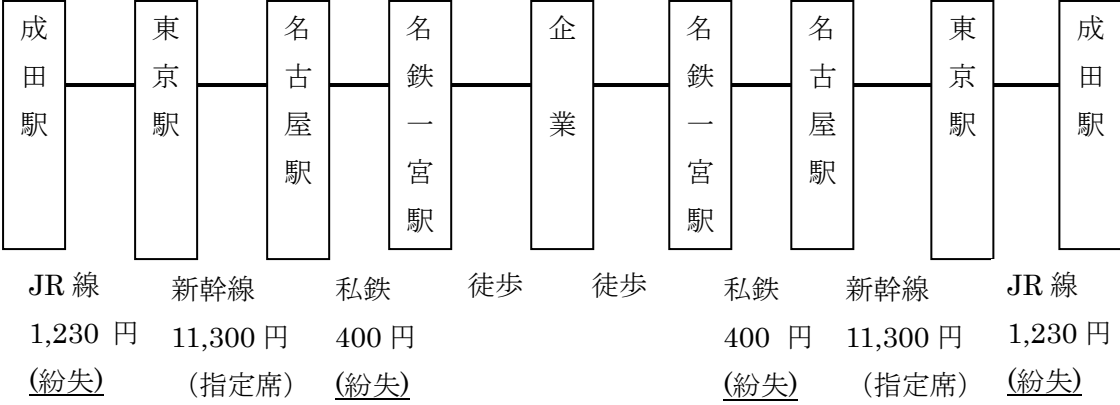 成田駅
東京駅
名古屋駅
名鉄一宮駅
企業
名鉄一宮駅
名古屋駅
東京駅
成田駅
JR線
1,230 円
(紛失)
新幹線
11,300円
（指定席）
私鉄
400円
(紛失)
徒歩
徒歩
私鉄
400 円
(紛失)
新幹線
11,300円
（指定席）
JR線
1,230円
(紛失)